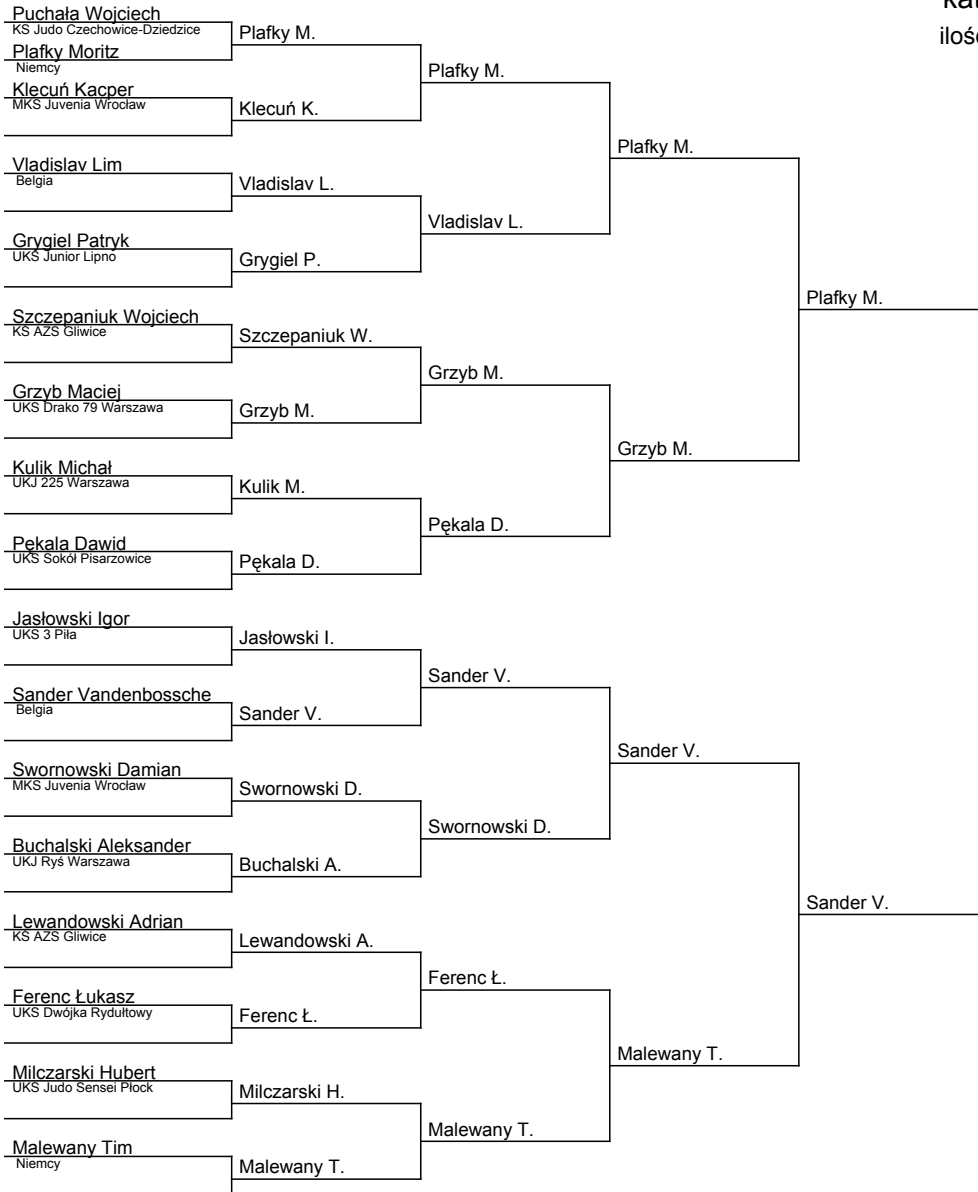 kat
ilość
Puchała Wojciech
KS Judo Czechowice-Dziedzice
Plafky Moritz
Niemcy
Klecuń Kacper
MKS Juvenia Wrocław
Vladislav Lim
Belgia
Grygiel Patryk
UKS Junior Lipno
Szczepaniuk Wojciech
KS AZS Gliwice
Grzyb Maciej
UKS Drako 79 Warszawa
Kulik Michał
UKJ 225 Warszawa
Pękala Dawid
UKS Sokół Pisarzowice
Jasłowski Igor
UKS 3 Piła
Sander Vandenbossche
Belgia
Swornowski Damian
MKS Juvenia Wrocław
Buchalski Aleksander
UKJ Ryś Warszawa
Lewandowski Adrian
KS AZS Gliwice
Ferenc Łukasz
UKS Dwójka Rydułtowy
Milczarski Hubert
UKS Judo Sensei Płock
Malewany Tim
Niemcy
Plafky M.
Klecuń K.
Vladislav L.
Grygiel P.
Szczepaniuk W.
Grzyb M.
Kulik M.
Pękala D.
Jasłowski I.
Sander V.
Swornowski D.
Buchalski A.
Lewandowski A.
Ferenc Ł.
Milczarski H.
Malewany T.
Plafky M.
Vladislav L.
Grzyb M.
Pękala D.
Sander V.
Swornowski D.
Ferenc Ł.
Malewany T.
Plafky M.
Grzyb M.
Sander V.
Malewany T.
Plafky M.
Sander V.